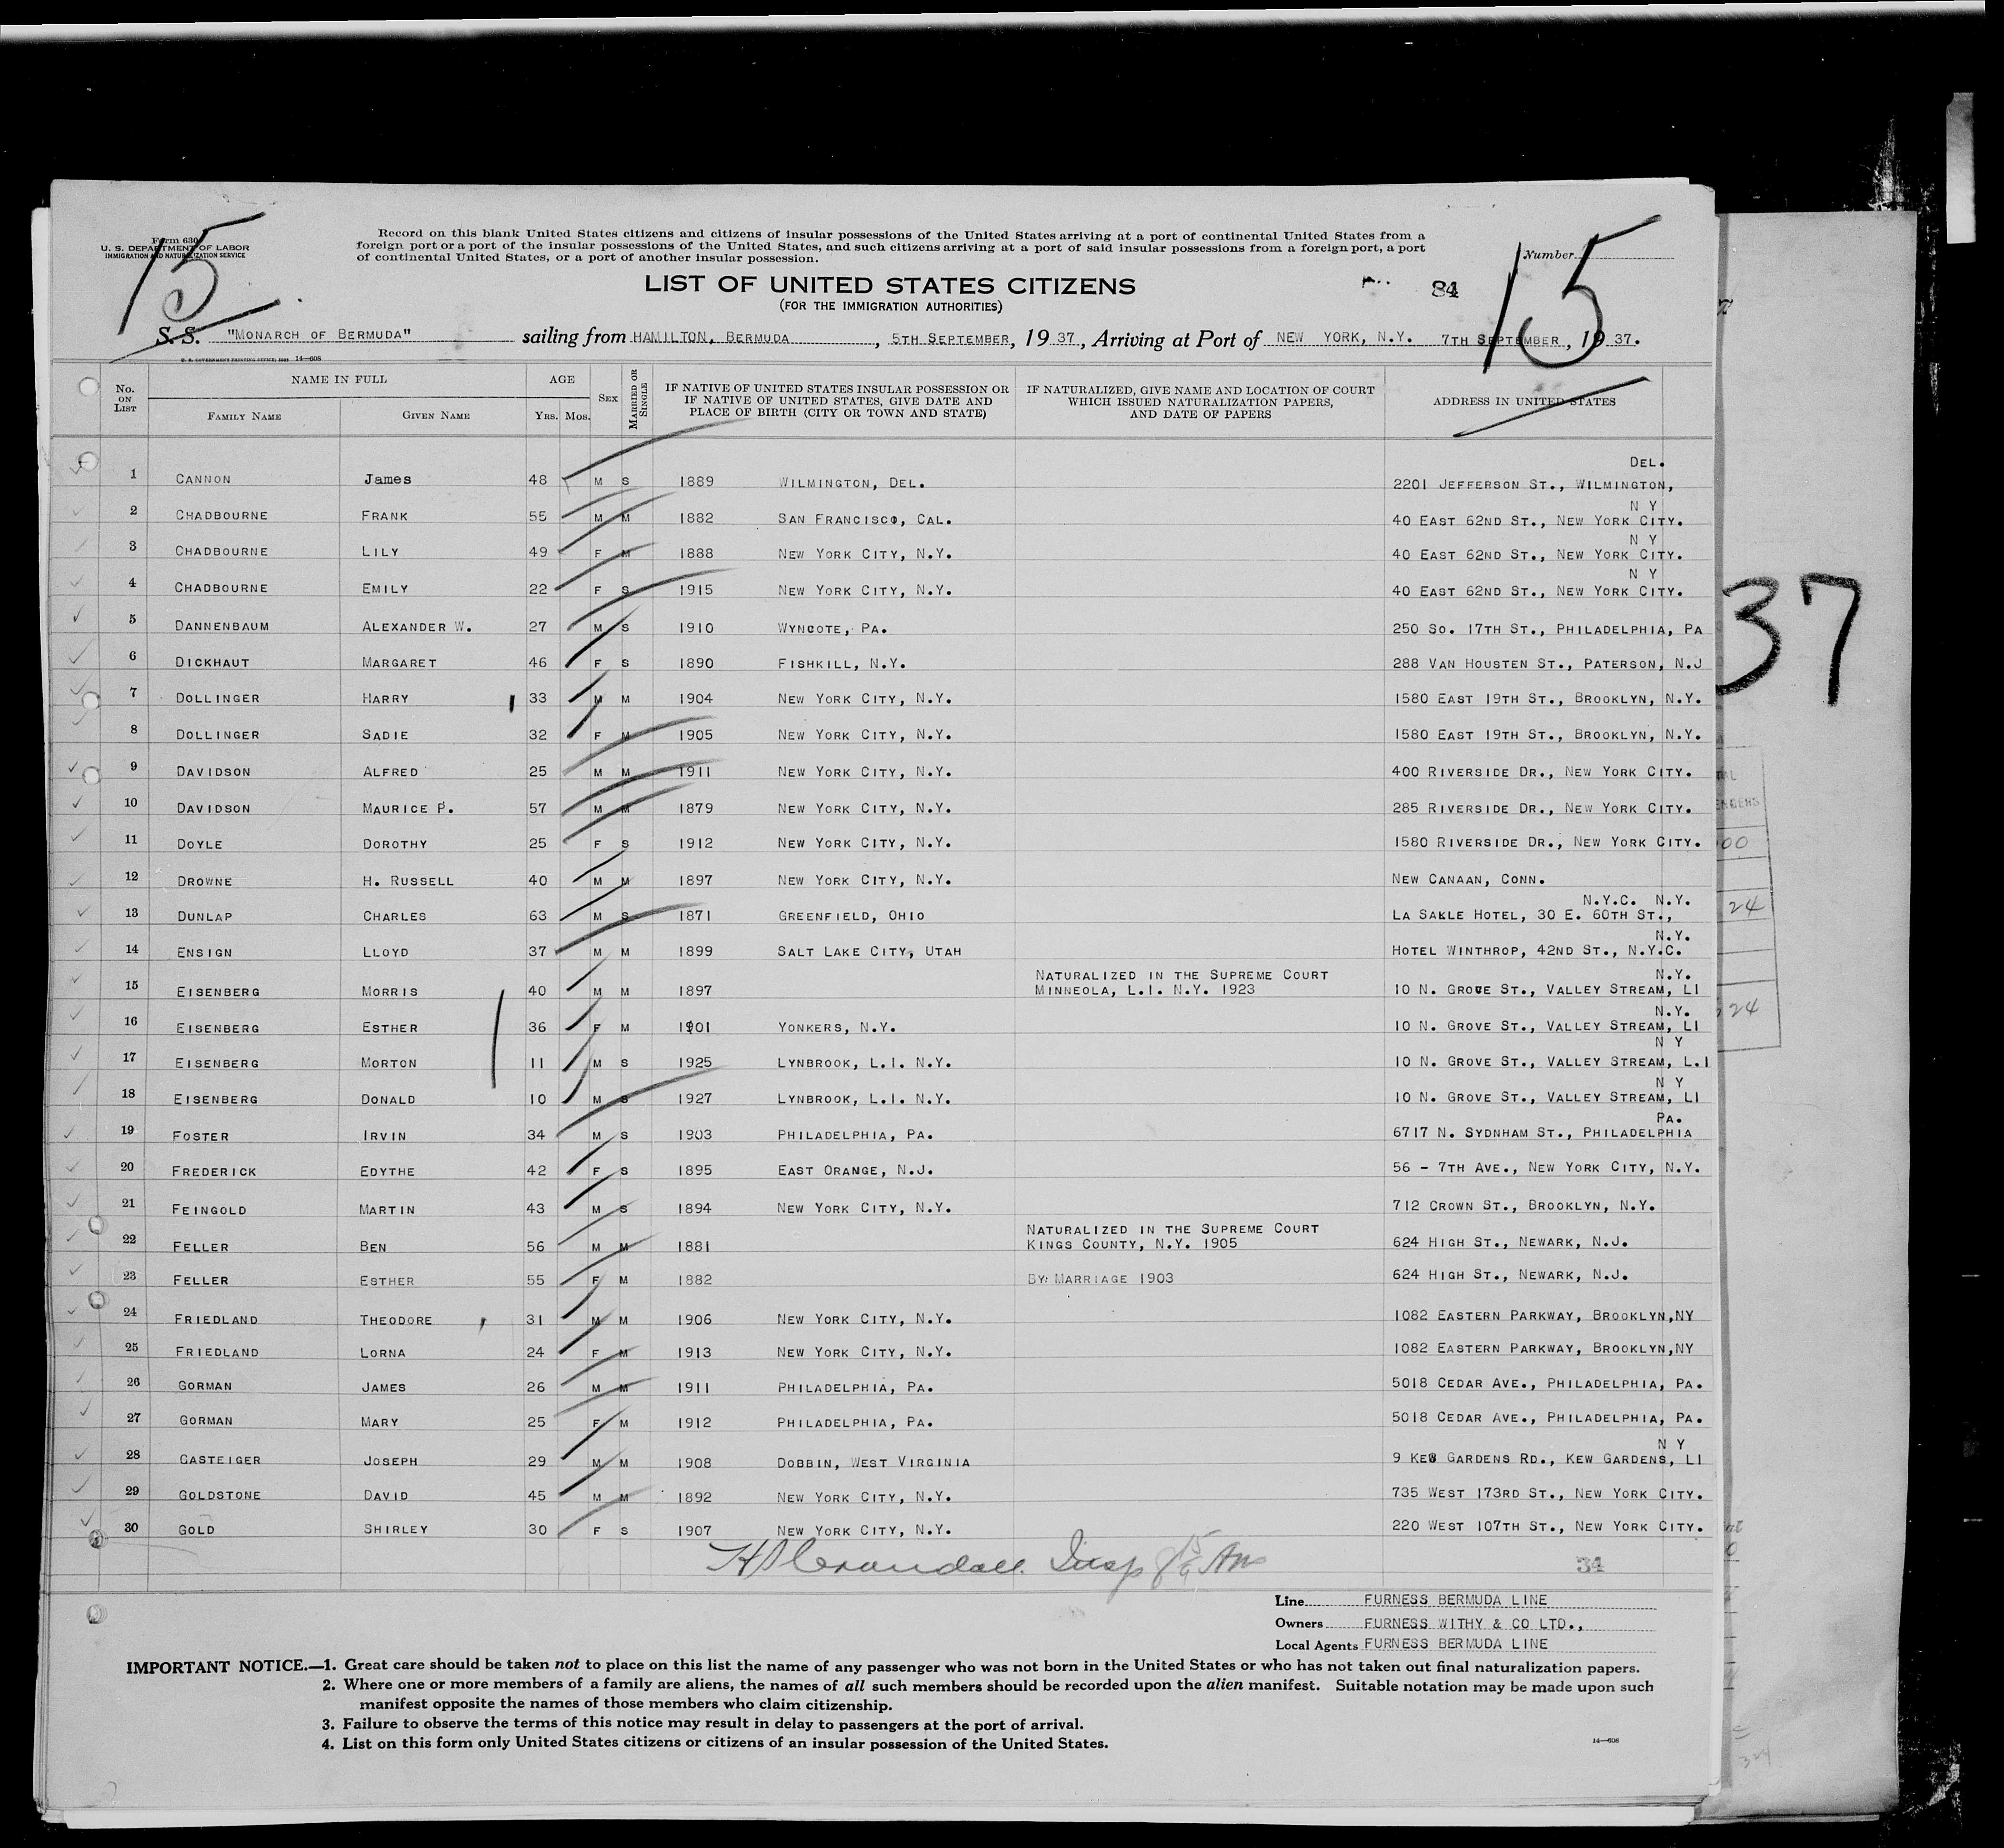 Form 630
U. S. DEPARTMENT OF LABOR
IMMIGRATION AND NATURALIZATION SERVICE
15
Record on this blank United States citizens and citizens of insular possessions of the United States arriving at a port of continental United States from a
foreign port or a port of the insular possessions of the United States, and such citizens arriving at a port of said insular possessions from a foreign port, a port
of continental United States, or a port of another insular possession.
Number
15
LIST OF UNITED STATES CITIZENS
(FOR THE IMMIGRATION AUTHORITIES)
84
S. S. "MONARCH OF BERMUDA" sailing from HAMILTON, BERMUDA, 5TH SEPTEMBER, 19 37, Arriving at Port of NEW YORK, N.Y. 7TH SEPTEMBER, 19 37.
U. S. GOVERNMENT PRINTING OFFICE 14—608
No. ON LIST NAME IN FULL FAMILY NAME GIVEN NAME AGE YRS. MOS. SEX MARRIED OR SINGLE IF NATIVE OF UNITED STATES INSULAR POSSESSION OR IF NATIVE OF UNITED STATES, GIVE DATE AND PLACE OF BIRTH (CITY OR TOWN AND STATE) IF NATURALIZED, GIVE NAME AND LOCATION OF COURT WHICH ISSUED NATURALIZATION PAPERS, AND DATE OF PAPERS ADDRESS IN UNITED STATES
DEL.
1 CANNON James 48 M S 1889 WILMINGTON, DEL. 2201 JEFFERSON ST., WILMINGTON,
N Y
2 CHADBOURNE FRANK 55 M M 1882 SAN FRANCISCO, CAL. 40 EAST 62ND ST., NEW YORK CITY.
N Y
3 CHADBOURNE LILY 49 F M 1888 NEW YORK CITY, N.Y. 40 EAST 62ND ST., NEW YORK CITY.
N Y
4 CHADBOURNE EMILY 22 F S 1915 NEW YORK CITY, N.Y. 40 EAST 62ND ST., NEW YORK CITY.
5 DANNENBAUM ALEXANDER W. 27 M S 1910 WYNCOTE, PA. 250 SO. 17TH ST., PHILADELPHIA, PA
6 DICKHAUT MARGARET 46 F S 1890 FISHKILL, N.Y. 288 VAN HOUSTEN ST., PATERSON, N.J
7 DOLLINGER HARRY 33 M M 1904 NEW YORK CITY, N.Y. 1580 EAST 19TH ST., BROOKLYN, N.Y.
8 DOLLINGER SADIE 32 F M 1905 NEW YORK CITY, N.Y. 1580 EAST 19TH ST., BROOKLYN, N.Y.
9 DAVIDSON ALFRED 25 M M 1911 NEW YORK CITY, N.Y. 400 RIVERSIDE DR., NEW YORK CITY.
10 DAVIDSON MAURICE P. 57 M M 1879 NEW YORK CITY, N.Y. 285 RIVERSIDE DR., NEW YORK CITY.
11 DOYLE DOROTHY 25 F S 1912 NEW YORK CITY, N.Y. 1580 RIVERSIDE DR., NEW YORK CITY.
12 DROWNE H. RUSSELL 40 M M 1897 NEW YORK CITY, N.Y. NEW CANAAN, CONN.
N.Y.C. N.Y.
13 DUNLAP CHARLES 63 M S 1871 GREENFIELD, OHIO LA SALLE HOTEL, 30 E. 60TH ST.,
N.Y.
14 ENSIGN LLOYD 37 M M 1899 SALT LAKE CITY, UTAH HOTEL WINTHROP, 42ND ST., N.Y.C.
NATURALIZED IN THE SUPREME COURT N.Y.
15 EISENBERG MORRIS 40 M M 1897 MINNEOLA, L.I. N.Y. 1923 10 N. GROVE ST., VALLEY STREAM, LI
N.Y.
16 EISENBERG ESTHER 36 F M 1901 YONKERS, N.Y. 10 N. GROVE ST., VALLEY STREAM, LI
N Y
17 EISENBERG MORTON 11 M S 1925 LYNBROOK, L.I. N.Y. 10 N. GROVE ST., VALLEY STREAM, L.I
N Y
18 EISENBERG DONALD 10 M S 1927 LYNBROOK, L.I. N.Y. 10 N. GROVE ST., VALLEY STREAM, LI
PA.
19 FOSTER IRVIN 34 M S 1903 PHILADELPHIA, PA. 6717 N. SYDNHAM ST., PHILADELPHIA
20 FREDERICK EDYTHE 42 F S 1895 EAST ORANGE, N.J. 56 - 7TH AVE., NEW YORK CITY, N.Y.
21 FEINGOLD MARTIN 43 M S 1894 NEW YORK CITY, N.Y. 712 CROWN ST., BROOKLYN, N.Y.
NATURALIZED IN THE SUPREME COURT
22 FELLER BEN 56 M M 1881 KINGS COUNTY, N.Y. 1905 624 HIGH ST., NEWARK, N.J.
23 FELLER ESTHER 55 F M 1882 BY MARRIAGE 1903 624 HIGH ST., NEWARK, N.J.
24 FRIEDLAND THEODORE 31 M M 1906 NEW YORK CITY, N.Y. 1082 EASTERN PARKWAY, BROOKLYN,NY
25 FRIEDLAND LORNA 24 F M 1913 NEW YORK CITY, N.Y. 1082 EASTERN PARKWAY, BROOKLYN,NY
26 GORMAN JAMES 26 M M 1911 PHILADELPHIA, PA. 5018 CEDAR AVE., PHILADELPHIA, PA.
27 GORMAN MARY 25 F M 1912 PHILADELPHIA, PA. 5018 CEDAR AVE., PHILADELPHIA, PA.
N Y
28 GASTEIGER JOSEPH 29 M M 1908 DOBBIN, WEST VIRGINIA 9 KEW GARDENS RD., KEW GARDENS, LI
29 GOLDSTONE DAVID 45 M M 1892 NEW YORK CITY, N.Y. 735 WEST 173RD ST., NEW YORK CITY.
30 GOLD SHIRLEY 30 F S 1907 NEW YORK CITY, N.Y. 220 WEST 107TH ST., NEW YORK CITY.
Crandall Insp
34
Line FURNESS BERMUDA LINE
Owners FURNESS WITHY & CO LTD.,
Local Agents FURNESS BERMUDA LINE
IMPORTANT NOTICE.—1. Great care should be taken not to place on this list the name of any passenger who was not born in the United States or who has not taken out final naturalization papers.
2. Where one or more members of a family are aliens, the names of all such members should be recorded upon the alien manifest. Suitable notation may be made upon such
manifest opposite the names of those members who claim citizenship.
3. Failure to observe the terms of this notice may result in delay to passengers at the port of arrival.
4. List on this form only United States citizens or citizens of an insular possession of the United States.
14—608
37
00
24
24